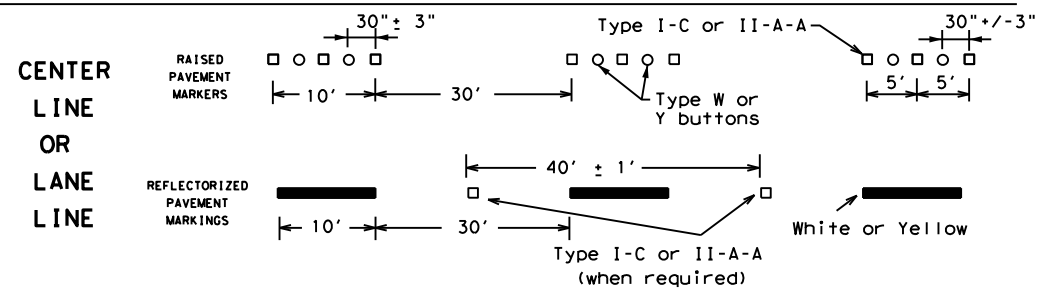 CENTER
LINE
OR
LANE
LINE
RAISED
PAVEMENT
MARKERS
30"± 3"
10'
30'
Type I-C or II-A-A
Type W or
Y buttons
30"+/-3"
5'
5'
REFLECTORIZED
PAVEMENT
MARKINGS
10'
30'
40' ± 1'
Type I-C or II-A-A
(when required)
White or Yellow